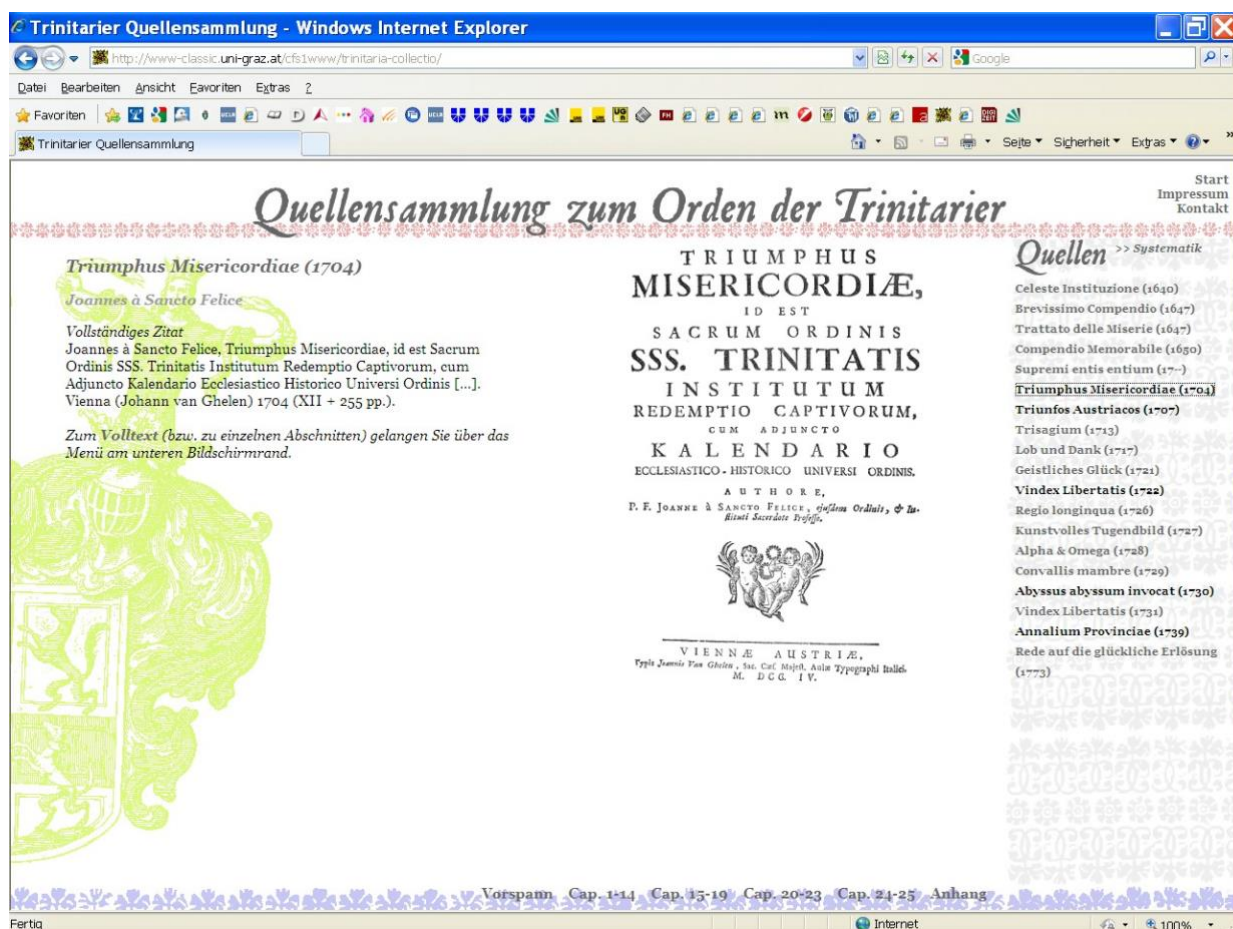 Trinitarier Quellensammlung - Windows Internet Explorer
http://www-classic.uni-graz.at/cfs1www/trinitaria-collectio/
Google
Datei Bearbeiten Ansicht Favoriten Extras ?
Favoriten
Trinitarier Quellensammlung
Seite Sicherheit Extras
Start
Impressum
Kontakt
Quellensammlung zum Orden der Trinitarier
Triumphus Misericordiae (1704)
Joannes à Sancto Felice
Vollständiges Zitat
Joannes à Sancto Felice, Triumphus Misericordiae, id est Sacrum
Ordinis SSS. Trinitatis Institutum Redemptio Captivorum, cum
Adjuncto Kalendario Ecclesiastico Historico Universi Ordinis [...].
Vienna (Johann van Ghelen) 1704 (XII + 255 pp.).
Zum Volltext (bzw. zu einzelnen Abschnitten) gelangen Sie über das
Menü am unteren Bildschirmrand.
TRIUMPHUS
MISERICORDIÆ,
ID EST
SACRUM ORDINIS
SSS. TRINITATIS
INSTITUTUM
REDEMPTIO CAPTIVORUM,
CUM ADJUNCTO
KALENDARIO
ECCLESIASTICO-HISTORICO UNIVERSI ORDINIS.
AUTHORE,
P. F. JOANNE à SANCTO FELICE, ejusdem Ordinis, & In-
stituti Sacerdote Professo.
VIENNÆ AUSTRIÆ,
Typis Joannis Van Ghelen, Sac. Cæs. Majest. Aulæ Typographi Italici.
M. DCC. IV.
Quellen >> Systematik
Celeste Instituzione (1640)
Brevissimo Compendio (1647)
Trattato delle Miserie (1647)
Compendio Memorabile (1650)
Supremi entis entium (17--)
Triumphus Misericordiae (1704)
Triunfos Austriacos (1707)
Trisagium (1713)
Lob und Dank (1717)
Geistliches Glück (1721)
Vindex Libertatis (1722)
Regio longinqua (1726)
Kunstvolles Tugendbild (1727)
Alpha & Omega (1728)
Convallis mambre (1729)
Abyssus abyssum invocat (1730)
Vindex Libertatis (1731)
Annalium Provinciae (1739)
Rede auf die glückliche Erlösung
(1773)
Vorspann Cap. 1-14 Cap. 15-19 Cap. 20-23 Cap. 24-25 Anhang
Fertig
Internet
100%